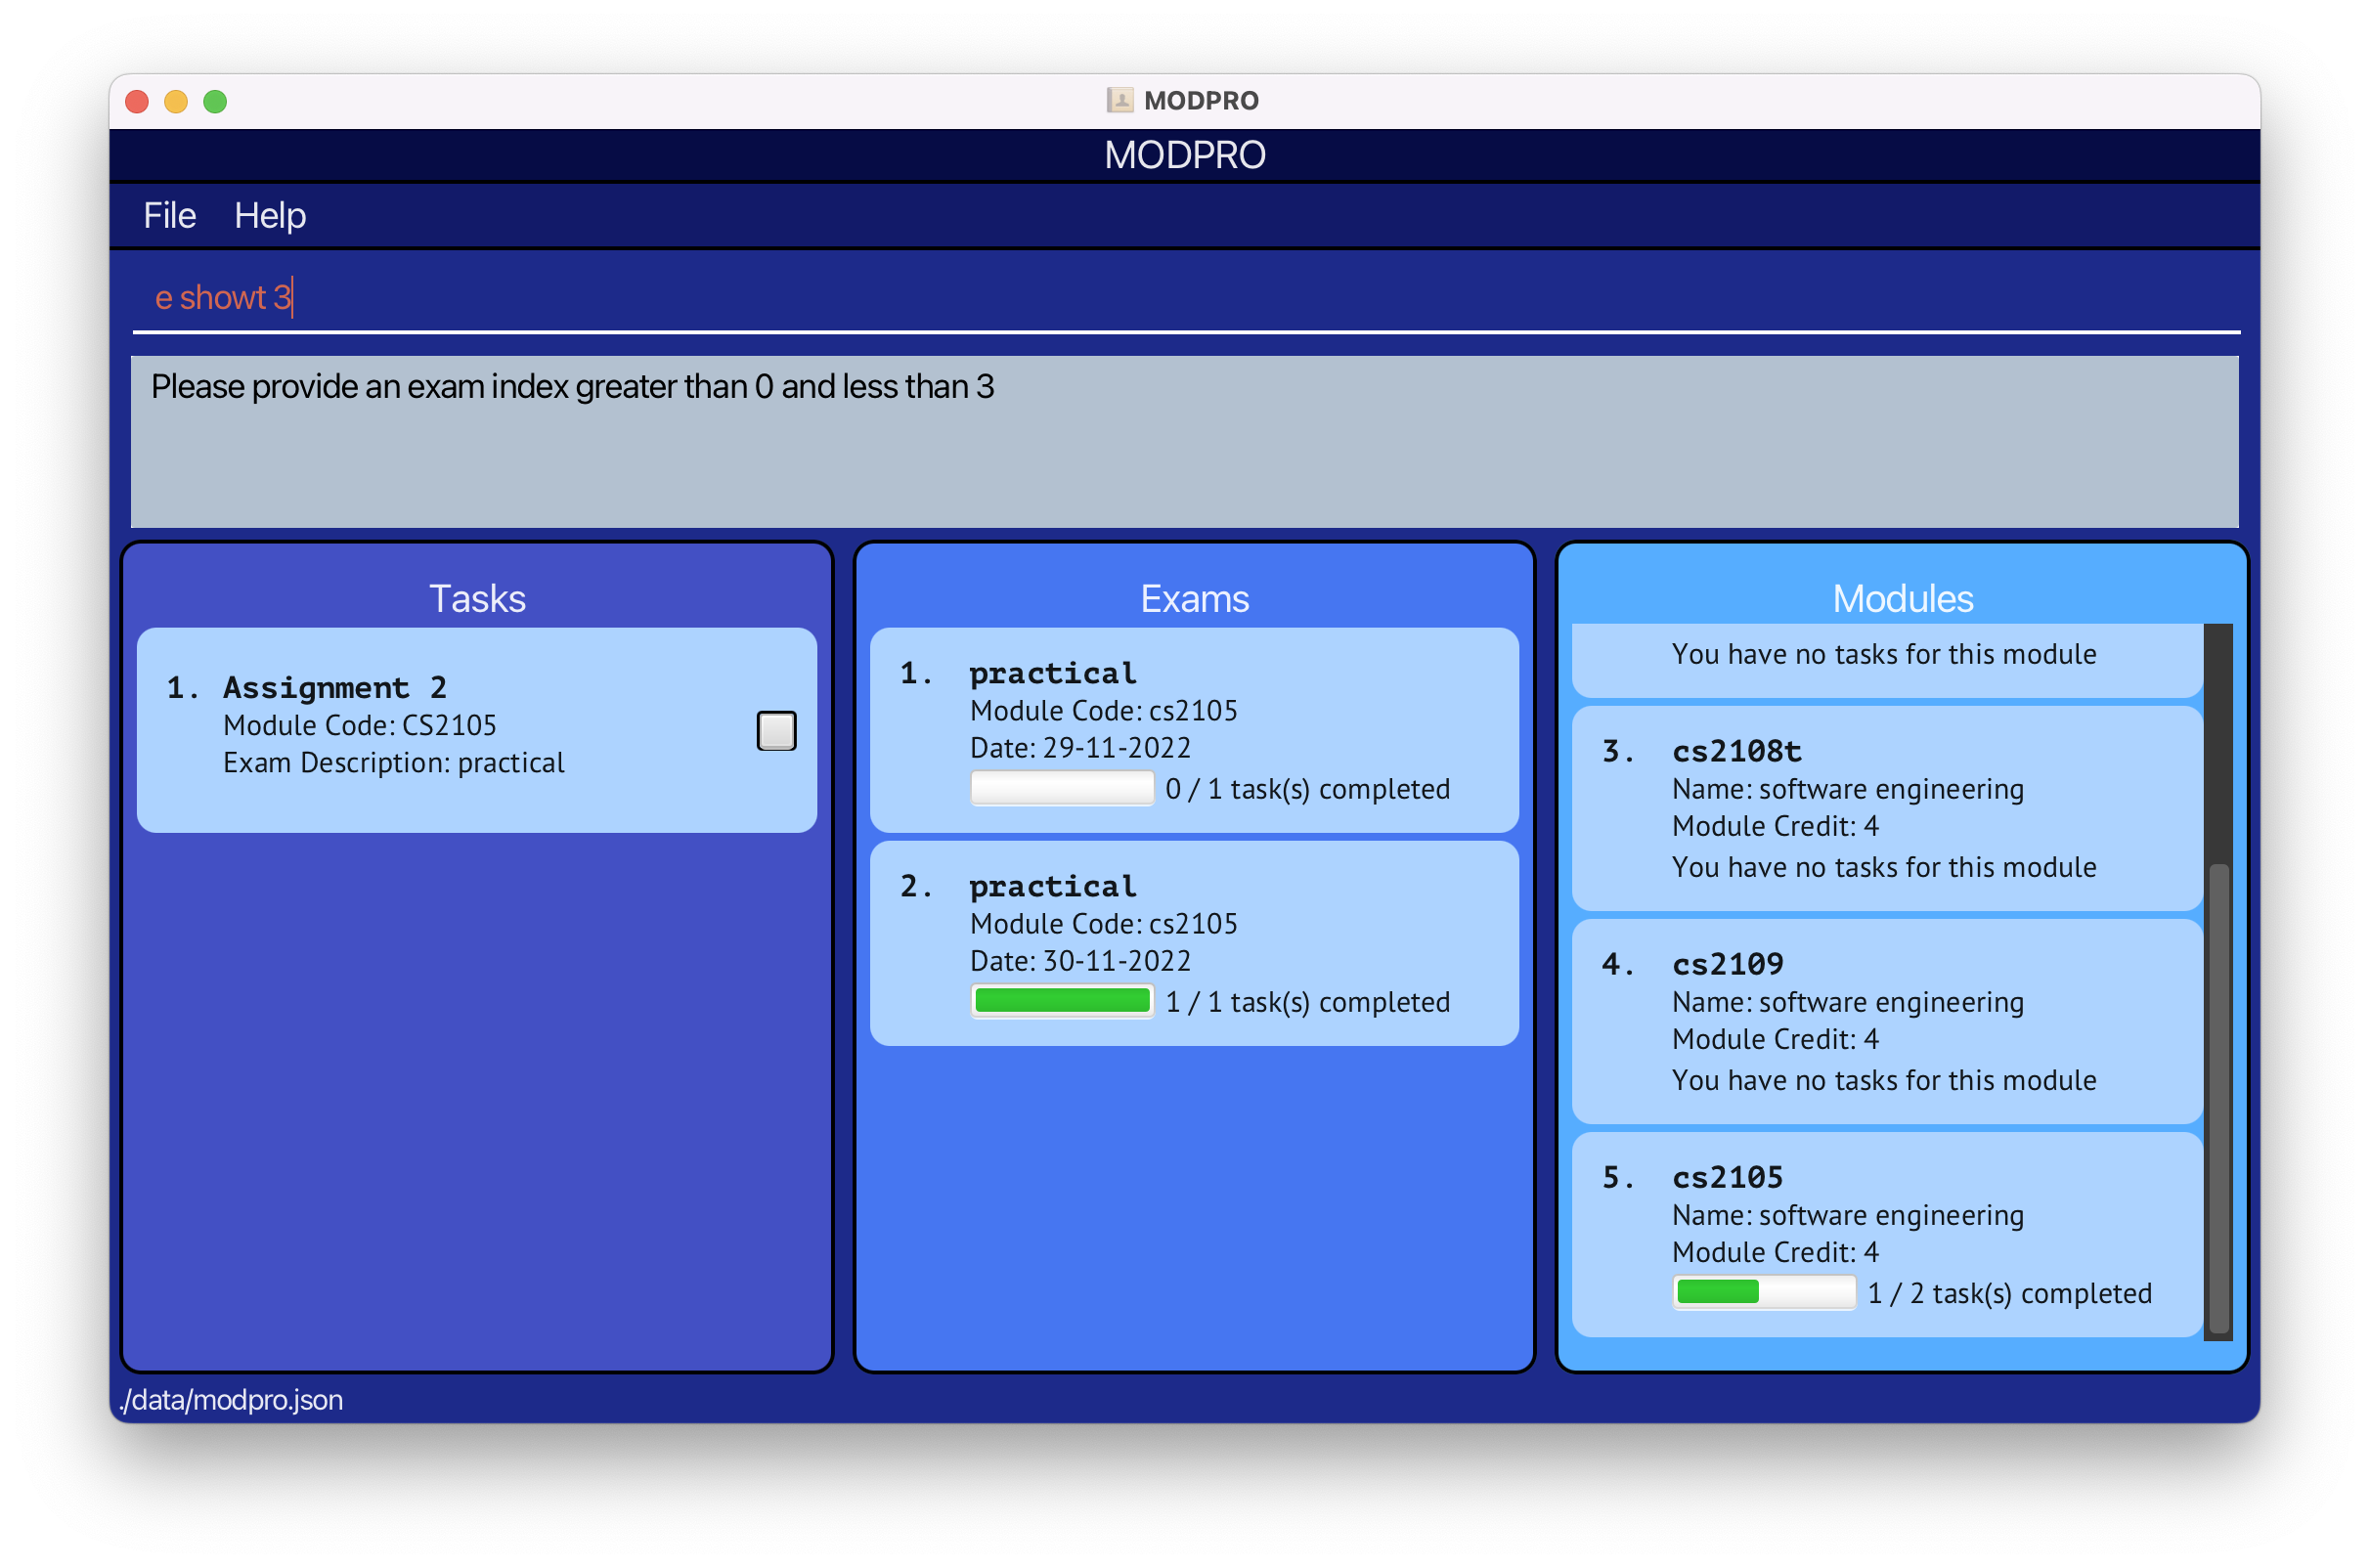 MODPRO
MODPRO
File Help
e showt 3
Please provide an exam index greater than 0 and less than 3
Tasks
1. Assignment 2
Module Code: CS2105
Exam Description: practical
Exams
1. practical
Module Code: cs2105
Date: 29-11-2022
0 / 1 task(s) completed
2. practical
Module Code: cs2105
Date: 30-11-2022
1 / 1 task(s) completed
Modules
You have no tasks for this module
3. cs2108t
Name: software engineering
Module Credit: 4
You have no tasks for this module
4. cs2109
Name: software engineering
Module Credit: 4
You have no tasks for this module
5. cs2105
Name: software engineering
Module Credit: 4
1 / 2 task(s) completed
./data/modpro.json